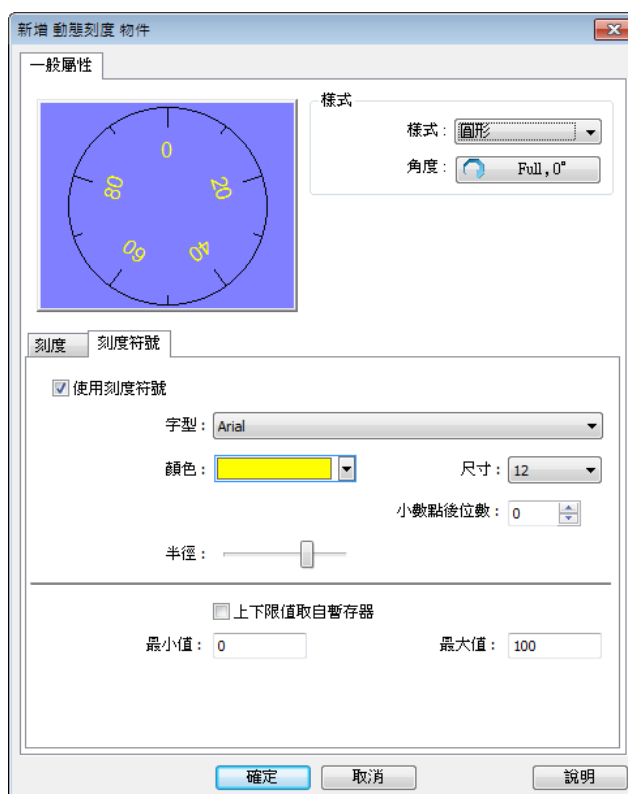 新增 動態刻度 物件
一般屬性
樣式
樣式： 圓形
角度： Full,0°
0
20
40
60
80
刻度
刻度符號
使用刻度符號
字型： Arial
顏色：
尺寸： 12
小數點後位數： 0
半徑：
上下限值取自暫存器
最小值： 0
最大值： 100
確定
取消
說明